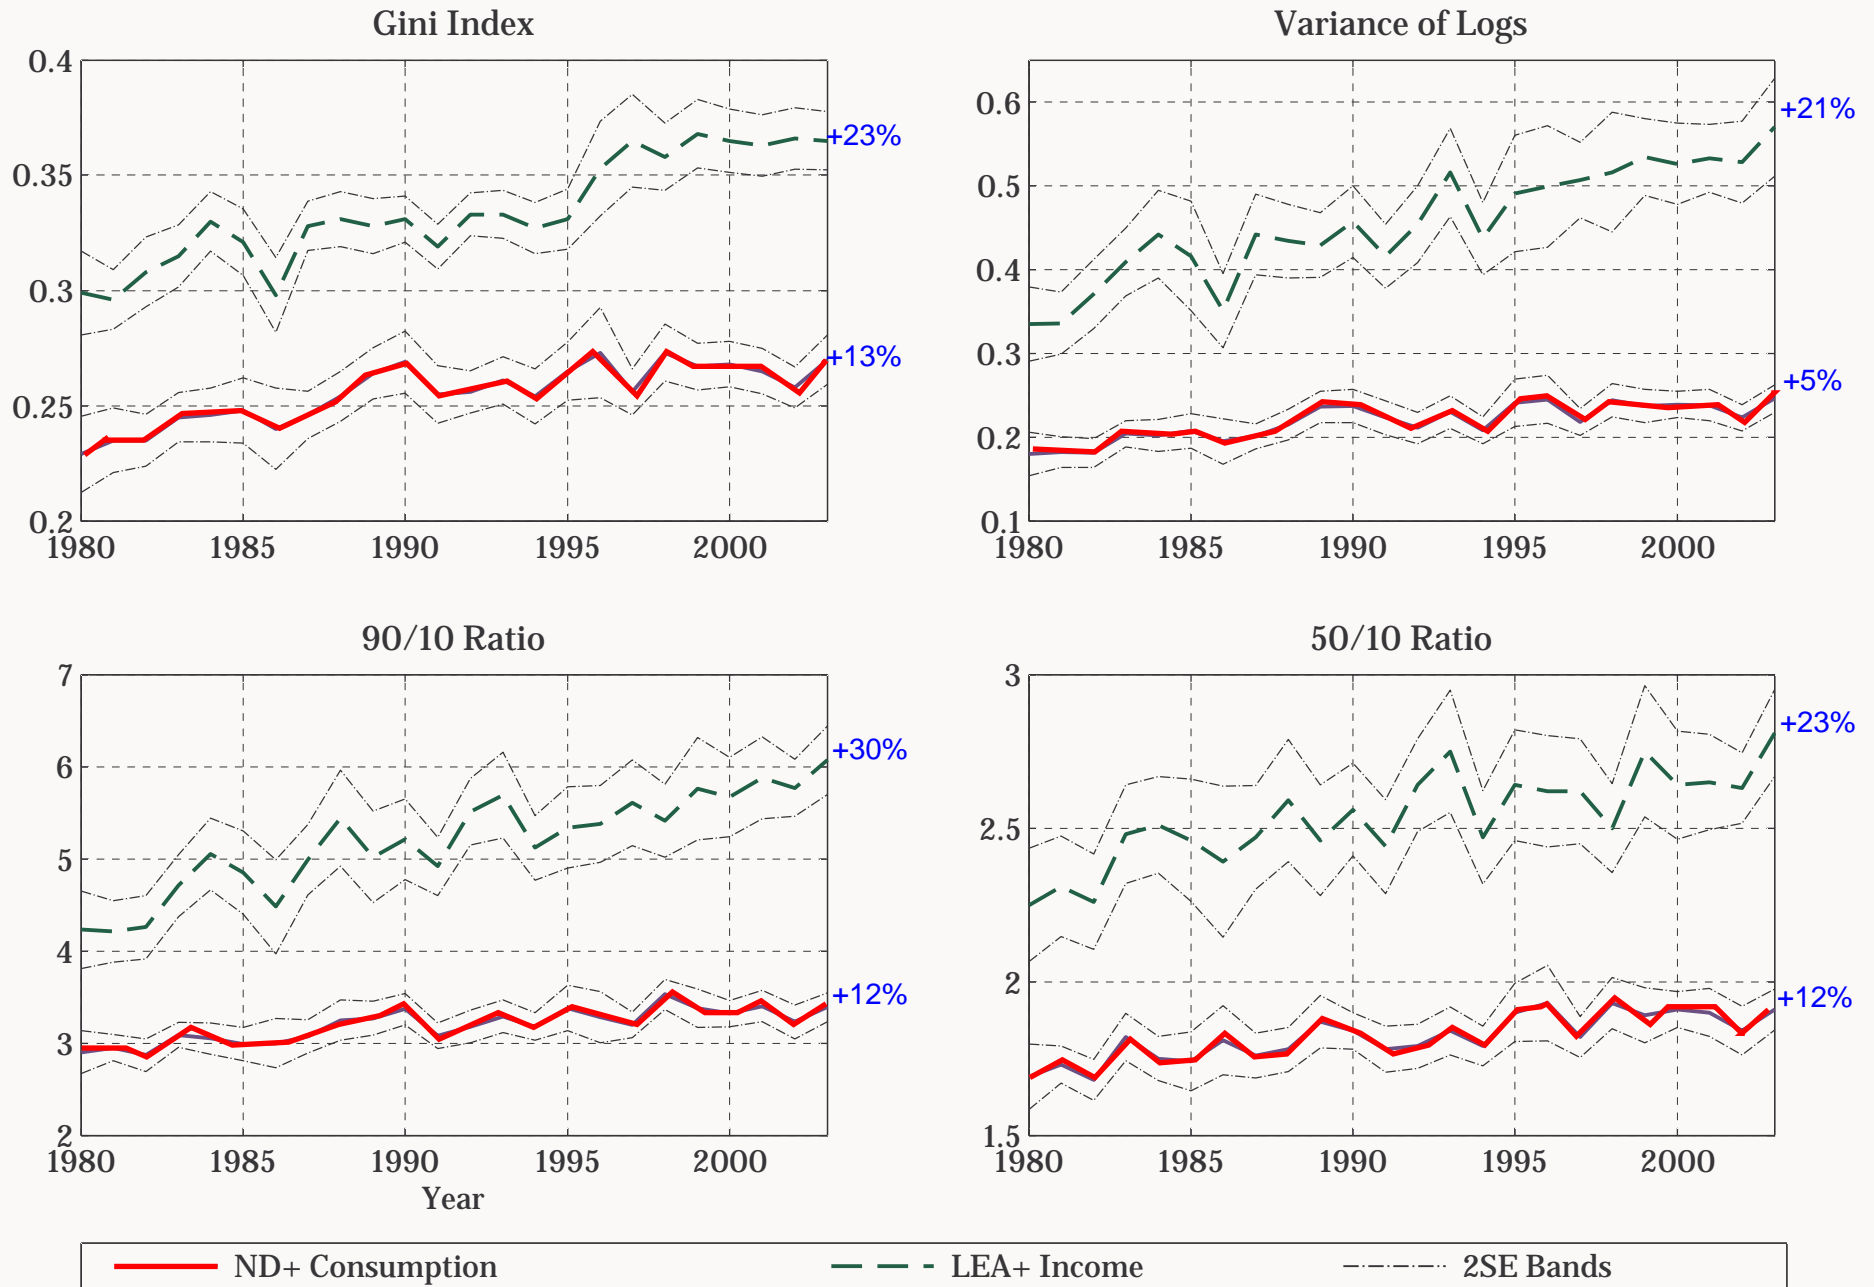 Gini Index
0.4
0.35
0.3
0.25
0.2
1980 1985 1990 1995 2000
+23%
+13%
Variance of Logs
0.6
0.5
0.4
0.3
0.2
0.1
1980 1985 1990 1995 2000
+21%
+5%
90/10 Ratio
7
6
5
4
3
2
1980 1985 1990 1995 2000
Year
+30%
+12%
50/10 Ratio
3
2.5
2
1.5
1980 1985 1990 1995 2000
+23%
+12%
ND+ Consumption LEA+ Income 2SE Bands